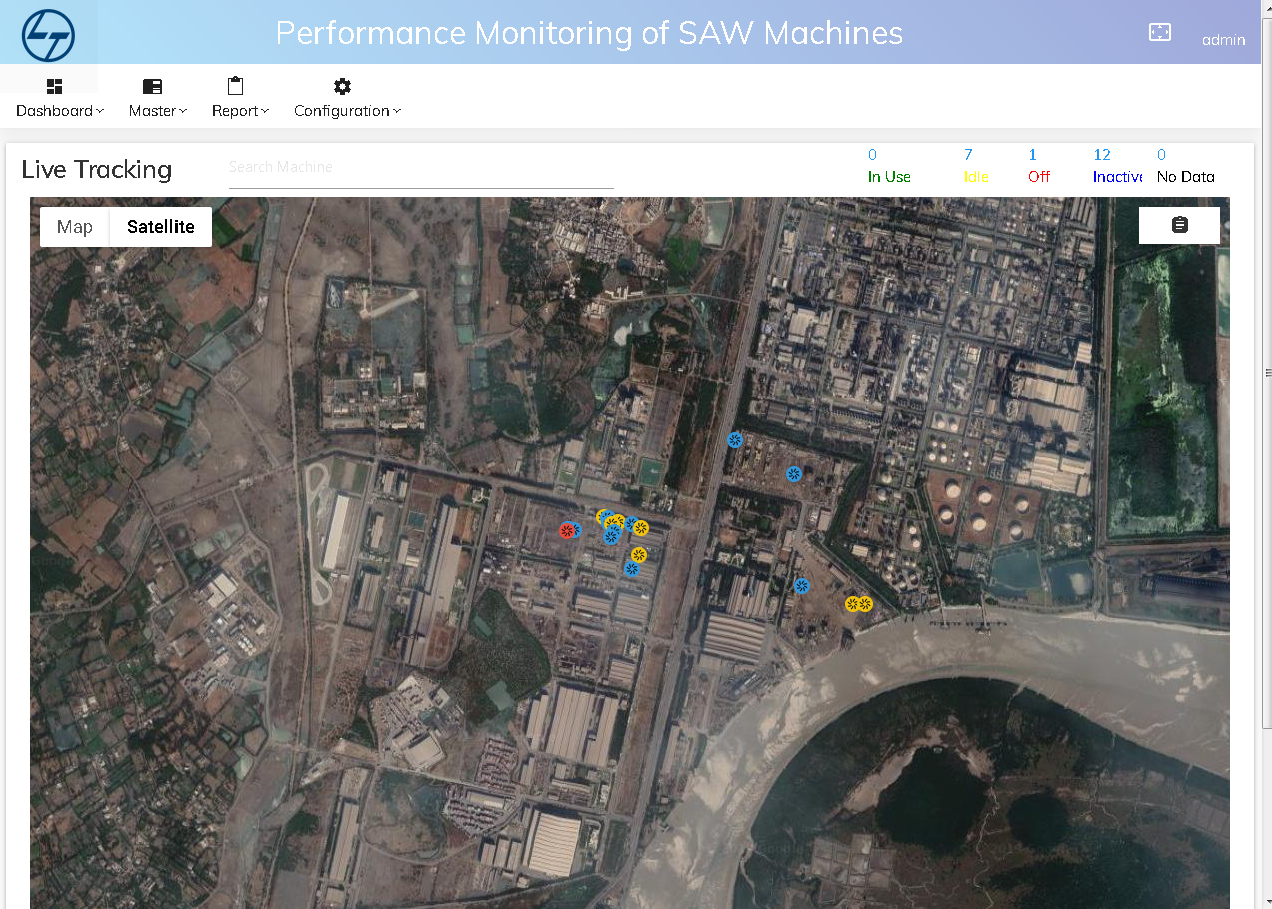 Performance Monitoring of SAW Machines
admin
Dashboard
Master
Report
Configuration
Live Tracking
Search Machine
0
7
1
12
0
In Use
Idle
Off
Inactive
No Data
Map
Satellite